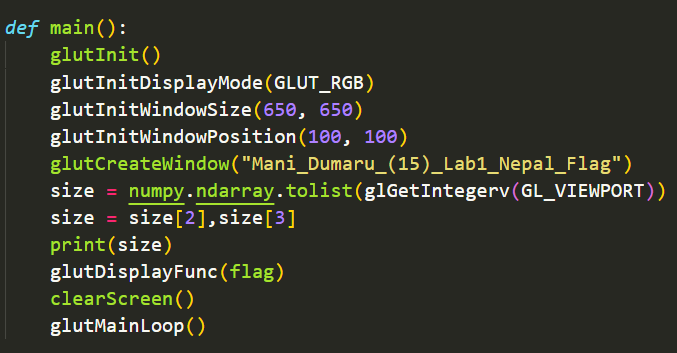 def main():
    glutInit()
    glutInitDisplayMode(GLUT_RGB)
    glutInitWindowSize(650, 650)
    glutInitWindowPosition(100, 100)
    glutCreateWindow("Mani_Dumaru_(15)_Lab1_Nepal_Flag")
    size = numpy.ndarray.tolist(glGetIntegerv(GL_VIEWPORT))
    size = size[2],size[3]
    print(size)
    glutDisplayFunc(flag)
    clearScreen()
    glutMainLoop()